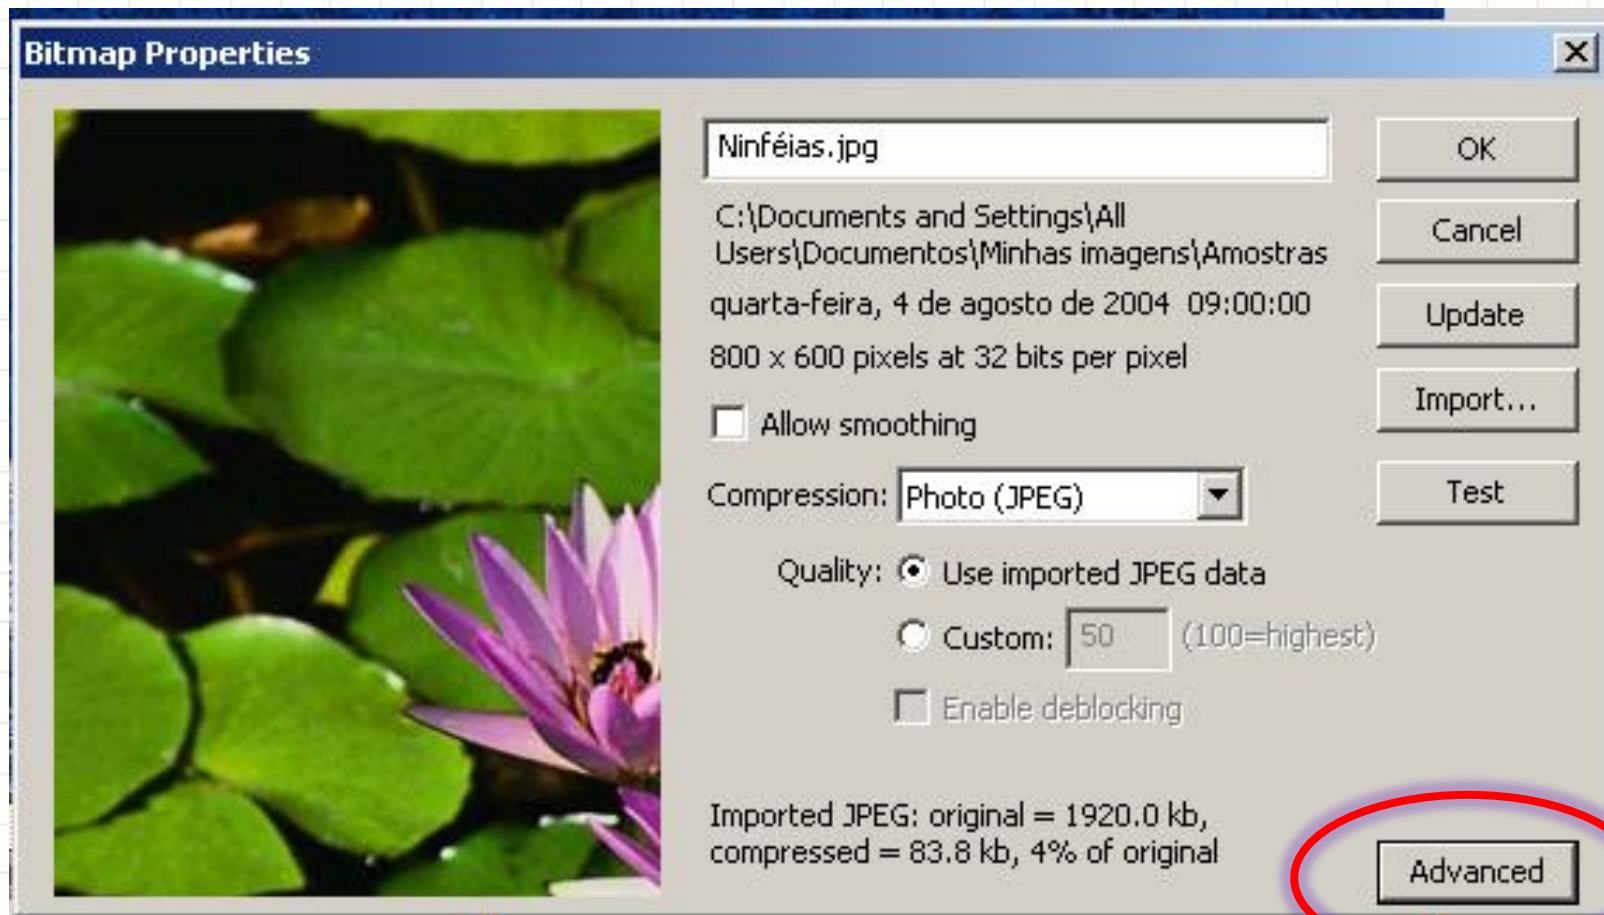 Bitmap Properties
Ninféias.jpg
OK
C:\Documents and Settings\All
Users\Documentos\Minhas imagens\Amostras
Cancel
quarta-feira, 4 de agosto de 2004  09:00:00
Update
800 x 600 pixels at 32 bits per pixel
Import...
Allow smoothing
Compression: Photo (JPEG)
Test
Quality: Use imported JPEG data
Custom: 50 (100=highest)
Enable deblocking
Imported JPEG: original = 1920.0 kb,
compressed = 83.8 kb, 4% of original
Advanced